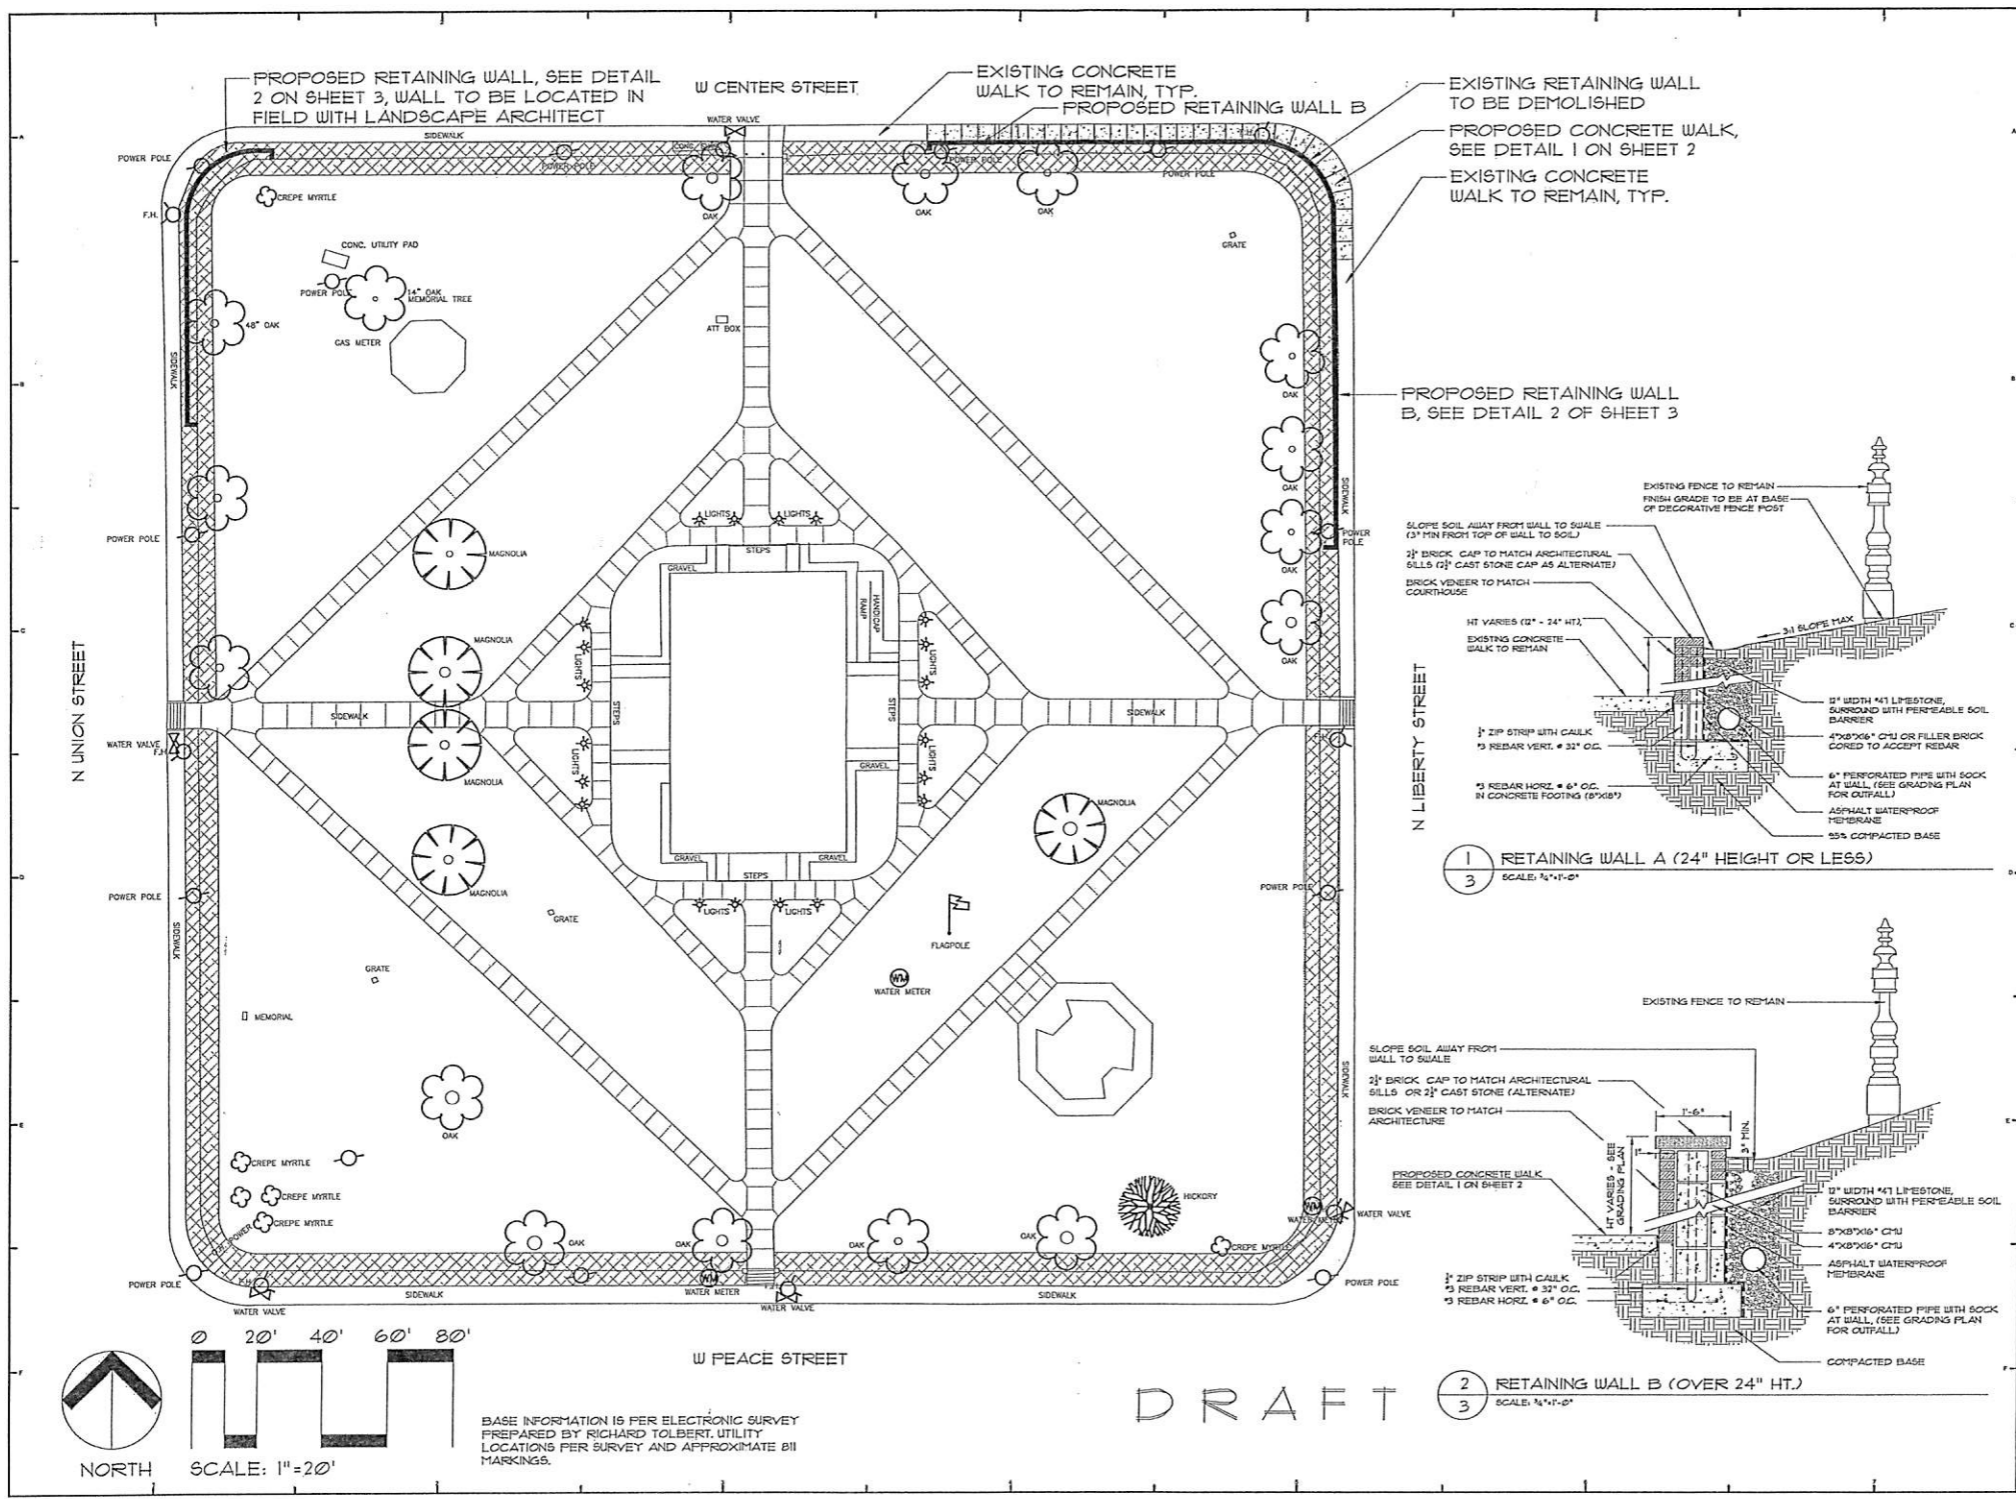 PROPOSED RETAINING WALL, SEE DETAIL
2 ON SHEET 3, WALL TO BE LOCATED IN
FIELD WITH LANDSCAPE ARCHITECT
W CENTER STREET
EXISTING CONCRETE
WALK TO REMAIN, TYP.
PROPOSED RETAINING WALL B
EXISTING RETAINING WALL
TO BE DEMOLISHED
PROPOSED CONCRETE WALK,
SEE DETAIL 1 ON SHEET 2
EXISTING CONCRETE
WALK TO REMAIN, TYP.
SIDEWALK
WATER VALVE
POWER POLE
POWER POLE
POWER POLE
POWER POLE
F.H.
CREPE MYRTLE
OAK
OAK
OAK
GRATE
CONC. UTILITY PAD
POWER POLE
14" OAK
MEMORIAL TREE
48" OAK
GAS METER
ATT BOX
SIDEWALK
OAK
PROPOSED RETAINING WALL
B, SEE DETAIL 2 OF SHEET 3
OAK
SIDEWALK
OAK
POWER
POLE
OAK
OAK
POWER POLE
MAGNOLIA
LIGHTS
LIGHTS
STEPS
GRAVEL
HANDICAP
RAMP
MAGNOLIA
LIGHTS
LIGHTS
N UNION STREET
N LIBERTY STREET
SIDEWALK
STEPS
STEPS
SIDEWALK
WATER VALVE
F.H.
F.H.
LIGHTS
LIGHTS
MAGNOLIA
GRAVEL
MAGNOLIA
GRAVEL
GRAVEL
STEPS
MAGNOLIA
POWER POLE
POWER POLE
LIGHTS
LIGHTS
GRATE
FLAGPOLE
SIDEWALK
GRATE
WATER METER
WM
MEMORIAL
SIDEWALK
OAK
CREPE MYRTLE
CREPE MYRTLE
CREPE MYRTLE
HICKORY
OAK
OAK
OAK
OAK
CREPE MYRTLE
WM
WATER METER
WATER VALVE
POWER POLE
F.H.
WATER VALVE
SIDEWALK
WM
WATER METER
WATER VALVE
SIDEWALK
POWER POLE
W PEACE STREET
0 20' 40' 60' 80'
NORTH
SCALE: 1"=20'
BASE INFORMATION IS PER ELECTRONIC SURVEY
PREPARED BY RICHARD TOLBERT. UTILITY
LOCATIONS PER SURVEY AND APPROXIMATE 811
MARKINGS.
DRAFT
EXISTING FENCE TO REMAIN
FINISH GRADE TO BE AT BASE
OF DECORATIVE FENCE POST
SLOPE SOIL AWAY FROM WALL TO SWALE
(3" MIN FROM TOP OF WALL TO SOIL)
2¼" BRICK CAP TO MATCH ARCHITECTURAL
SILLS (2¼" CAST STONE CAP AS ALTERNATE)
BRICK VENEER TO MATCH
COURTHOUSE
HT VARIES (12" - 24" HT),
EXISTING CONCRETE
WALK TO REMAIN
3:1 SLOPE MAX
12" WIDTH #47 LIMESTONE,
SURROUND WITH PERMEABLE SOIL
BARRIER
ZIP STRIP WITH CAULK
#3 REBAR VERT. @ 32" O.C.
4"X8"X16" CMU OR FILLER BRICK
CORED TO ACCEPT REBAR
#3 REBAR HORZ. @ 6" O.C.
IN CONCRETE FOOTING (8"X18")
6" PERFORATED PIPE WITH SOCK
AT WALL, (SEE GRADING PLAN
FOR OUTFALL)
ASPHALT WATERPROOF
MEMBRANE
95% COMPACTED BASE
1
3
RETAINING WALL A (24" HEIGHT OR LESS)
SCALE: ¾"=1'-0"
EXISTING FENCE TO REMAIN
SLOPE SOIL AWAY FROM
WALL TO SWALE
2¼" BRICK CAP TO MATCH ARCHITECTURAL
SILLS OR 2¼" CAST STONE (ALTERNATE)
BRICK VENEER TO MATCH
ARCHITECTURE
1'-6"
1"
3" MIN.
HT VARIES - SEE
GRADING PLAN
PROPOSED CONCRETE WALK
SEE DETAIL 1 ON SHEET 2
12" WIDTH #47 LIMESTONE,
SURROUND WITH PERMEABLE SOIL
BARRIER
8"X8"X16" CMU
4"X8"X16" CMU
ASPHALT WATERPROOF
MEMBRANE
ZIP STRIP WITH CAULK
#3 REBAR VERT. @ 32" O.C.
#3 REBAR HORZ. @ 6" O.C.
6" PERFORATED PIPE WITH SOCK
AT WALL, (SEE GRADING PLAN
FOR OUTFALL)
COMPACTED BASE
2
3
RETAINING WALL B (OVER 24" HT.)
SCALE: ¾"=1'-0"